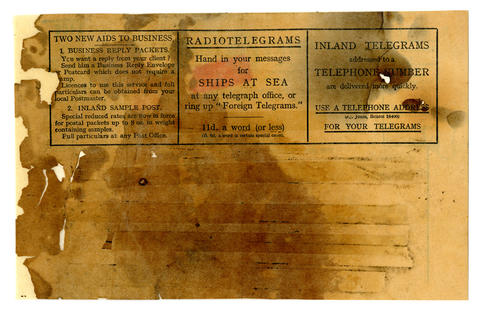 TWO NEW AIDS TO BUSINESS
1. BUSINESS REPLY PACKETS.
You want a reply from your client?
Send him a Business Reply Envelope
Postcard which does not require a
Licences to use this service and full
particulars can be obtained from your
local Postmaster.
2. INLAND SAMPLE POST.
Special reduced rates are now in force
for postal packets up to 8 oz. in weight
containing samples.
Full particulars at any Post Office.
RADIOTELEGRAMS
Hand in your messages
for
SHIPS AT SEA
at any telegraph office, or
ring up "Foreign Telegrams."
11d. a word (or less)
a word in certain special cases).
INLAND TELEGRAMS
addressed to a
TELEPHONE NUMBER
are delivered more quickly.
USE A TELEPHONE ADDRESS
FOR YOUR TELEGRAMS